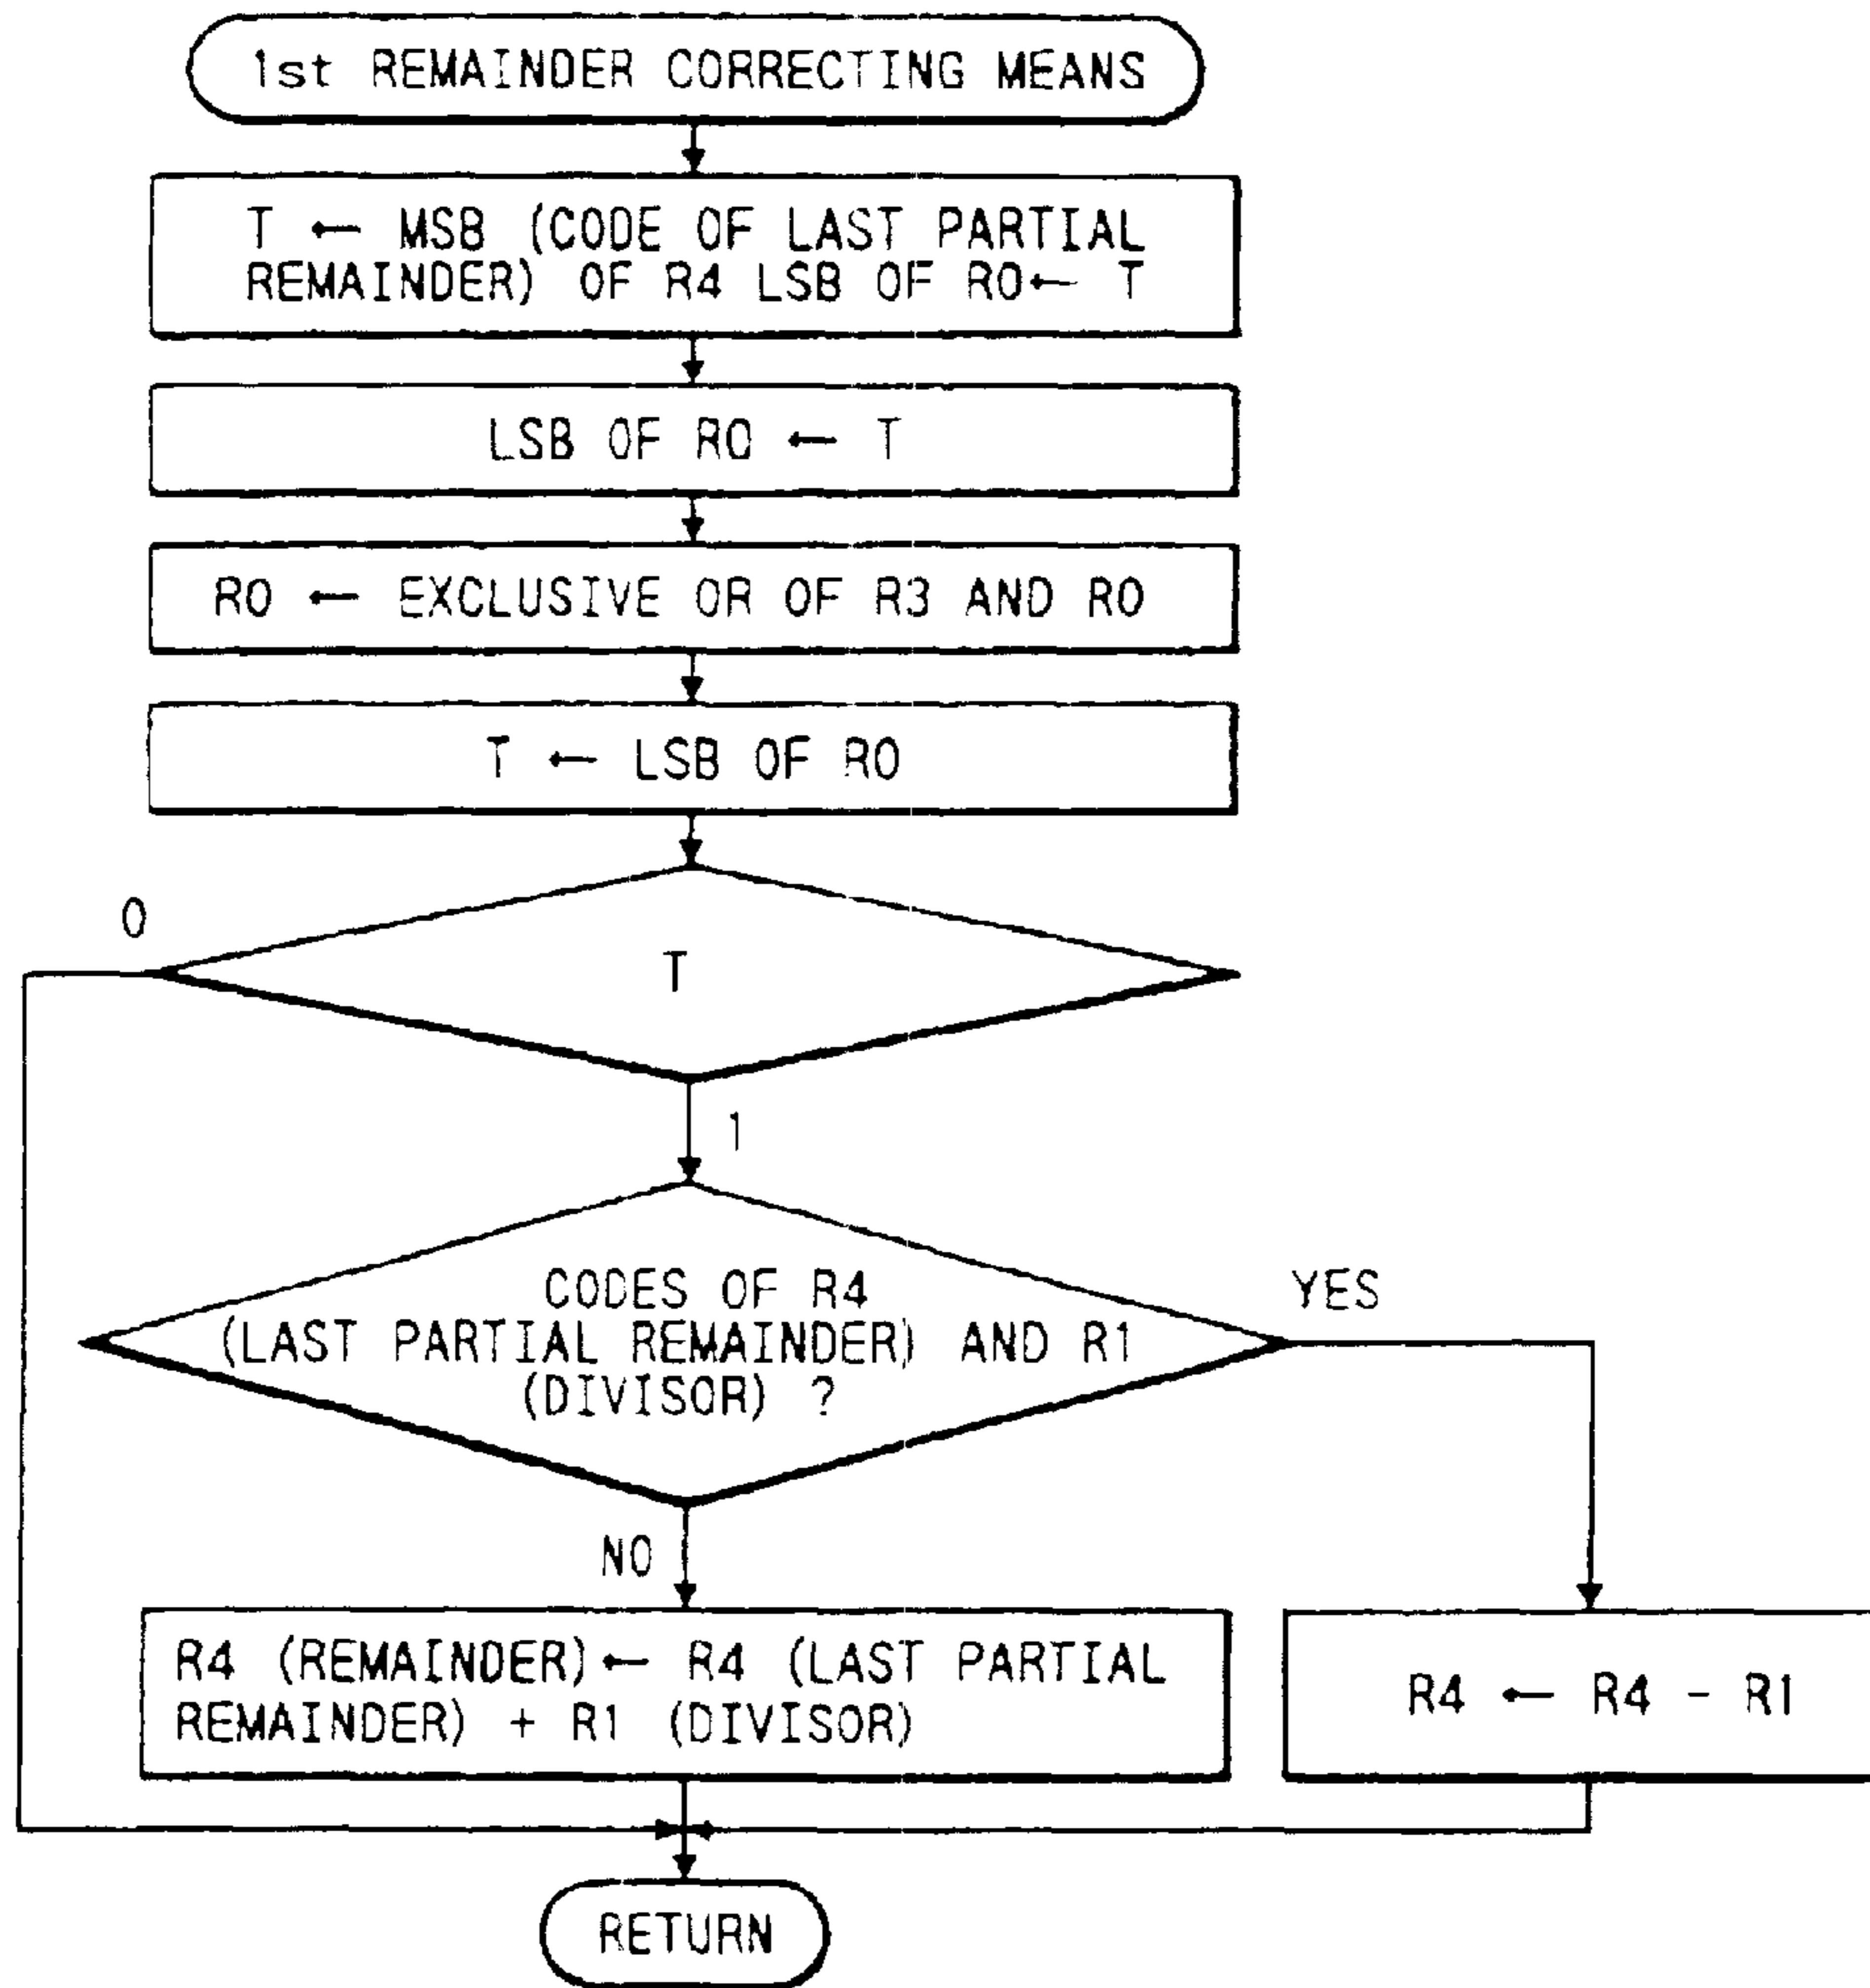 1st REMAINDER CORRECTING MEANS
T ← MSB (CODE OF LAST PARTIAL
REMAINDER) OF R4 LSB OF R0← T
LSB OF R0 ← T
R0 ← EXCLUSIVE OR OF R3 AND R0
T ← LSB OF R0
0
T
1
CODES OF R4
(LAST PARTIAL REMAINDER) AND R1
(DIVISOR) ?
YES
NO
R4 (REMAINDER)← R4 (LAST PARTIAL
REMAINDER) + R1 (DIVISOR)
R4 ← R4 - R1
RETURN